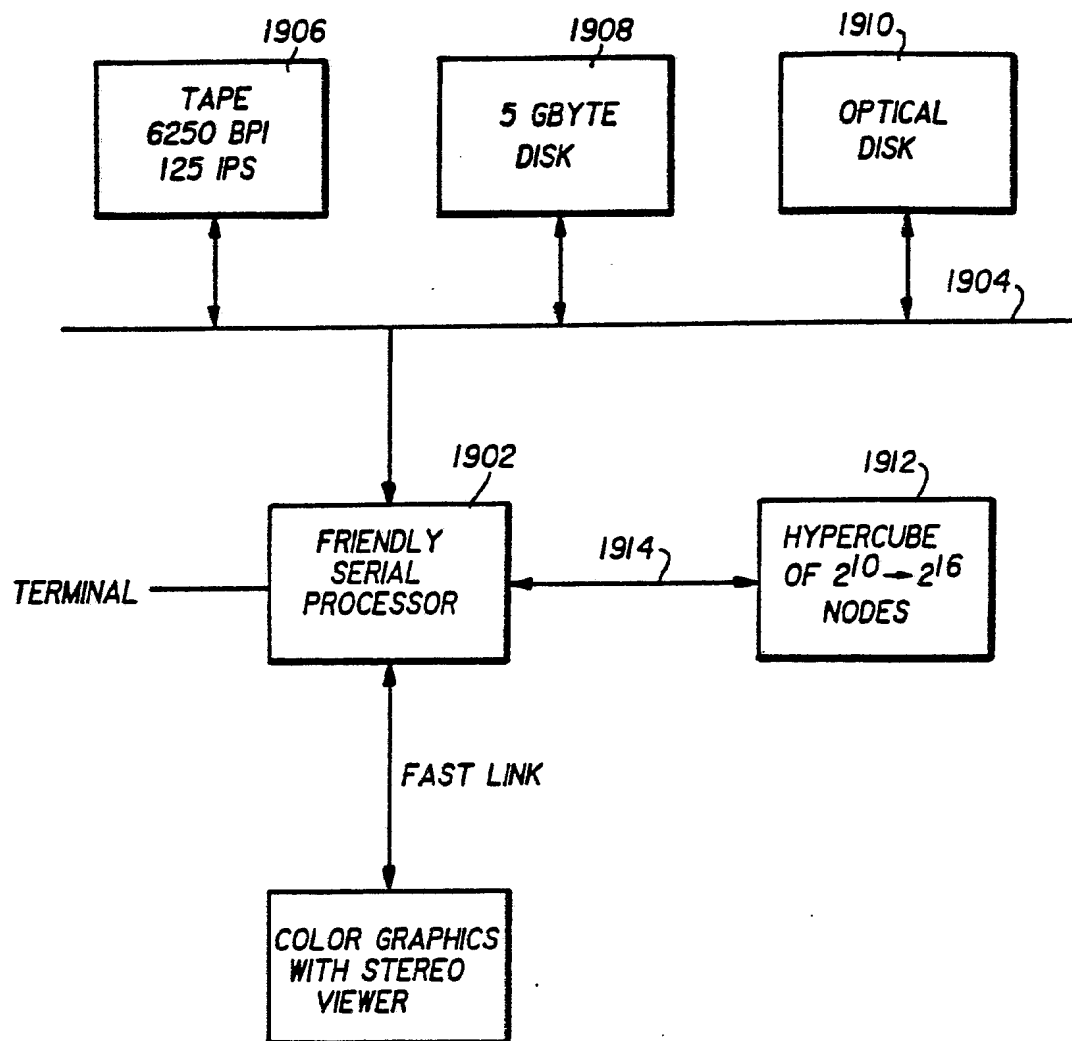 1906
1908
1910
TAPE
6250 BPI
125 IPS
5 GBYTE
DISK
OPTICAL
DISK
1904
1902
1912
FRIENDLY
SERIAL
PROCESSOR
1914
HYPERCUBE
OF 2¹⁰→2¹⁶
NODES
TERMINAL
FAST LINK
COLOR GRAPHICS
WITH STEREO
VIEWER